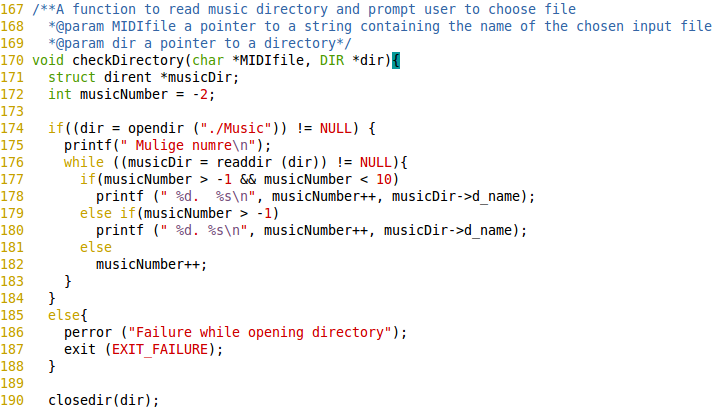 167 /**A function to read music directory and prompt user to choose file
168   *@param MIDIfile a pointer to a string containing the name of the chosen input file
169   *@param dir a pointer to a directory*/
170 void checkDirectory(char *MIDIfile, DIR *dir){
171   struct dirent *musicDir;
172   int musicNumber = -2;
173
174   if((dir = opendir ("./Music")) != NULL) {
175     printf(" Mulige numre\n");
176     while ((musicDir = readdir (dir)) != NULL){
177       if(musicNumber > -1 && musicNumber < 10)
178         printf (" %d.  %s\n", musicNumber++, musicDir->d_name);
179       else if(musicNumber > -1)
180         printf (" %d. %s\n", musicNumber++, musicDir->d_name);
181       else
182         musicNumber++;
183     }
184   }
185   else{
186     perror ("Failure while opening directory");
187     exit (EXIT_FAILURE);
188   }
189
190   closedir(dir);